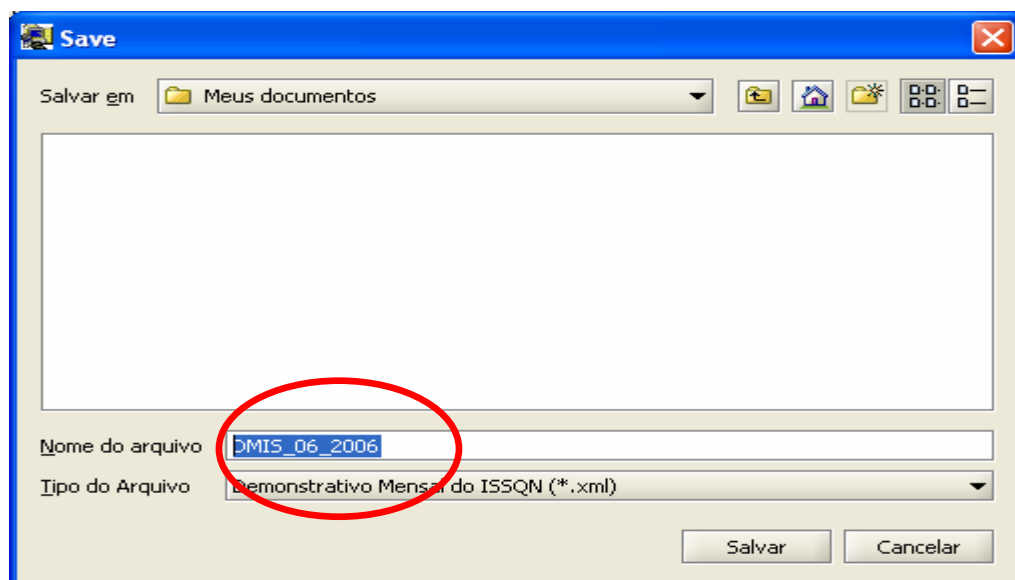 Save
Salvar em Meus documentos
Nome do arquivo DMIS_06_2006
Tipo do Arquivo Demonstrativo Mensal do ISSQN (*.xml)
Salvar Cancelar